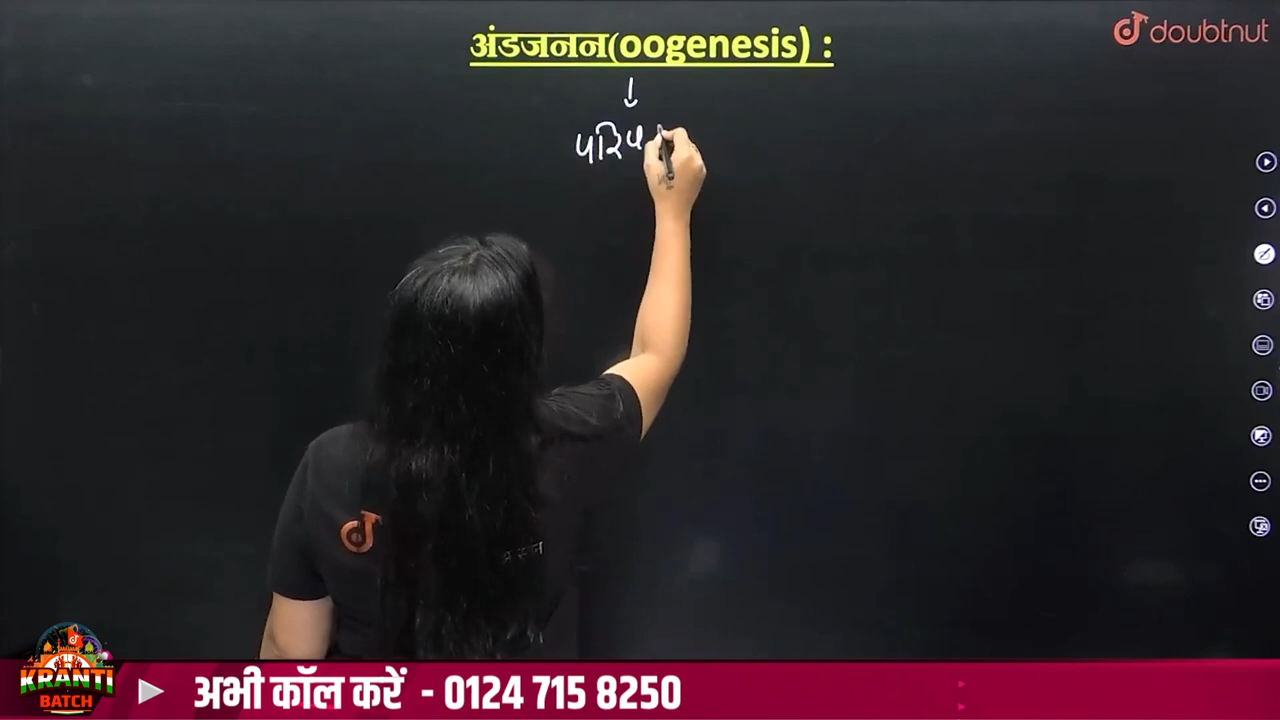 अंडजनन(oogenesis) :
doubtnut
↓
परिप
KRANTI
BATCH
अभी कॉल करें - 0124 715 8250